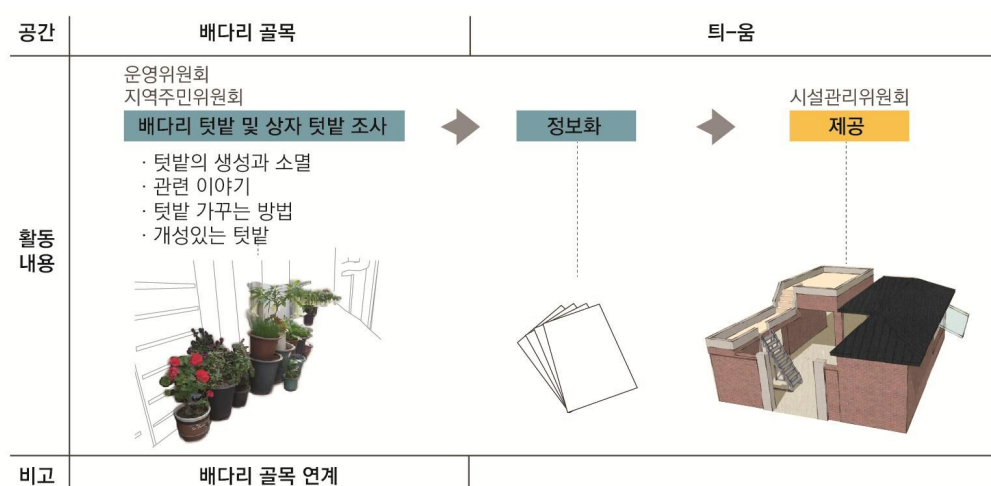 공간
배다리 골목
틔-움
운영위원회
지역주민위원회
배다리 텃밭 및 상자 텃밭 조사
정보화
시설관리위원회
제공
· 텃밭의 생성과 소멸
· 관련 이야기
· 텃밭 가꾸는 방법
· 개성있는 텃밭
활동
내용
비고
배다리 골목 연계